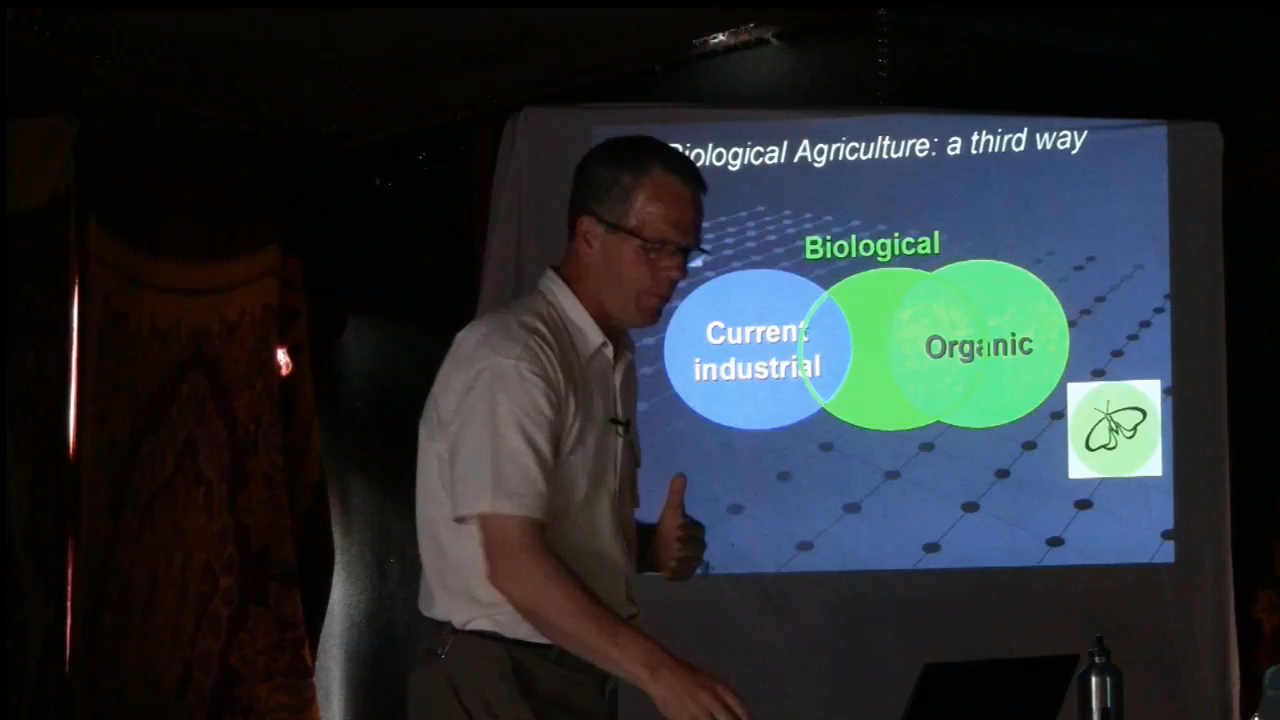 Biological Agriculture: a third way
Biological
Current
industrial
Organic